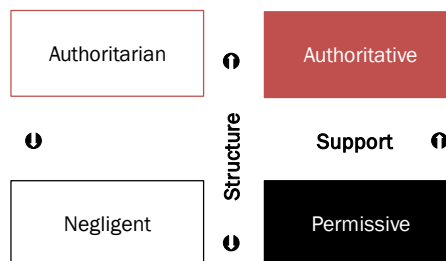 Authoritarian
Authoritative
Structure
Support
Negligent
Permissive